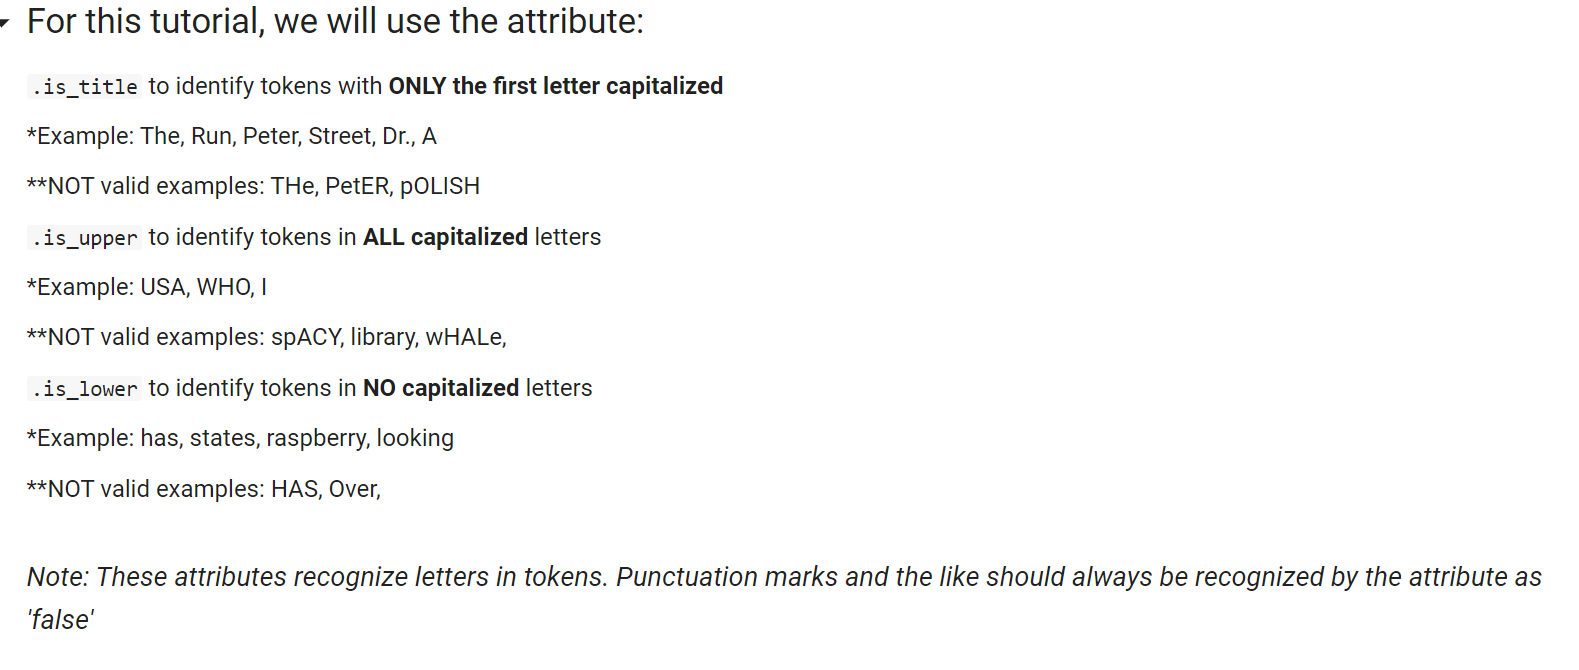 For this tutorial, we will use the attribute:
.is_title to identify tokens with ONLY the first letter capitalized
*Example: The, Run, Peter, Street, Dr., A
**NOT valid examples: THe, PetER, pOLISH
.is_upper to identify tokens in ALL capitalized letters
*Example: USA, WHO, I
**NOT valid examples: spACY, library, wHALe,
.is_lower to identify tokens in NO capitalized letters
*Example: has, states, raspberry, looking
**NOT valid examples: HAS, Over,
Note: These attributes recognize letters in tokens. Punctuation marks and the like should always be recognized by the attribute as
'false'